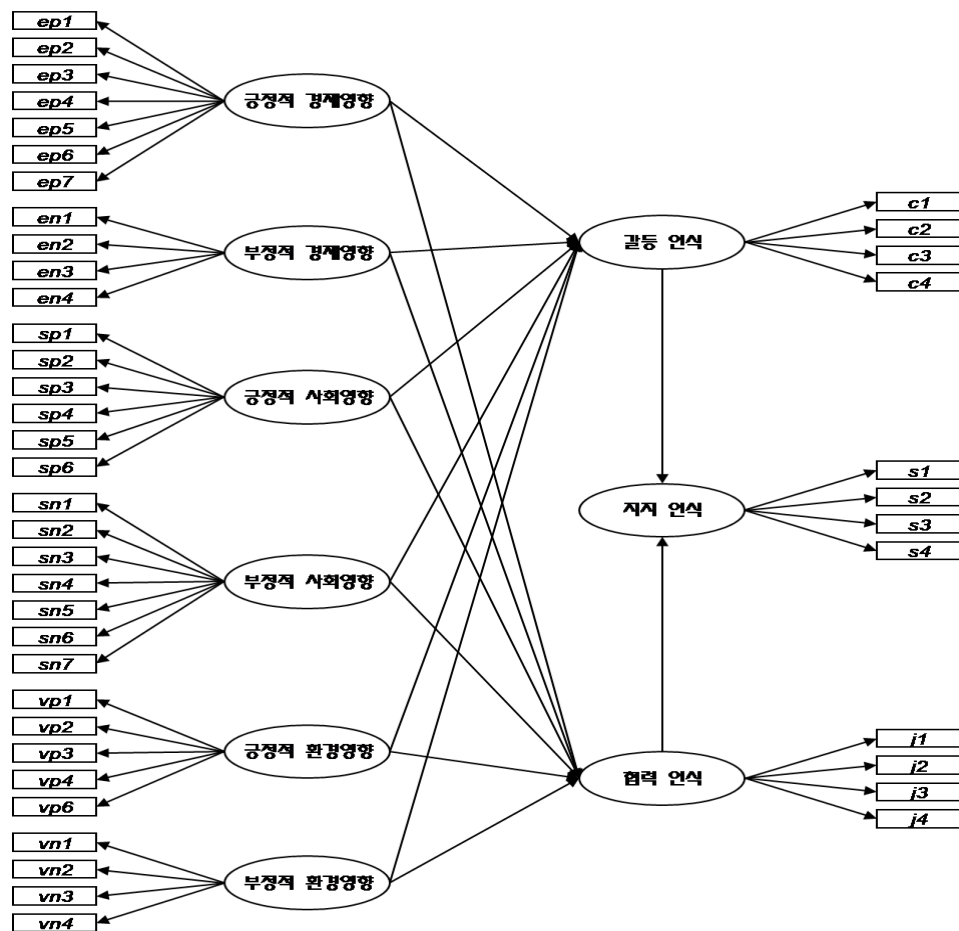 ep1
ep2
ep3
ep4
ep5
ep6
ep7
긍정적 경제영향
en1
en2
en3
en4
부정적 경제영향
sp1
sp2
sp3
sp4
sp5
sp6
긍정적 사회영향
sn1
sn2
sn3
sn4
sn5
sn6
sn7
부정적 사회영향
vp1
vp2
vp3
vp4
vp6
긍정적 환경영향
vn1
vn2
vn3
vn4
부정적 환경영향
갈등 인식
c1
c2
c3
c4
지지 인식
s1
s2
s3
s4
협력 인식
j1
j2
j3
j4